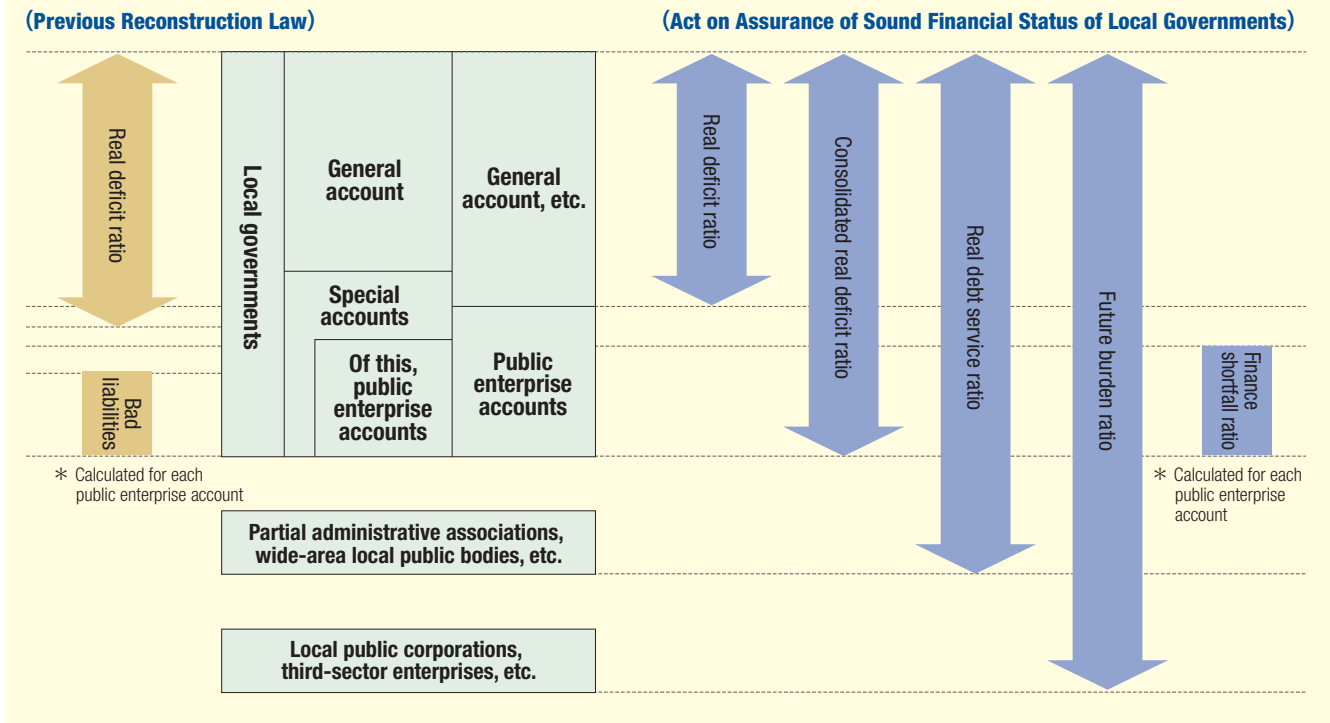 (Previous Reconstruction Law)
(Act on Assurance of Sound Financial Status of Local Governments)
Real deficit ratio
Bad
liabilities
* Calculated for each
public enterprise account
Local governments
General
account
Special
accounts
Of this,
public
enterprise
accounts
General
account, etc.
Public
enterprise
accounts
Partial administrative associations,
wide-area local public bodies, etc.
Local public corporations,
third-sector enterprises, etc.
Real deficit ratio
Consolidated real deficit ratio
Real debt service ratio
Future burden ratio
Finance
shortfall ratio
* Calculated for each
public enterprise
account